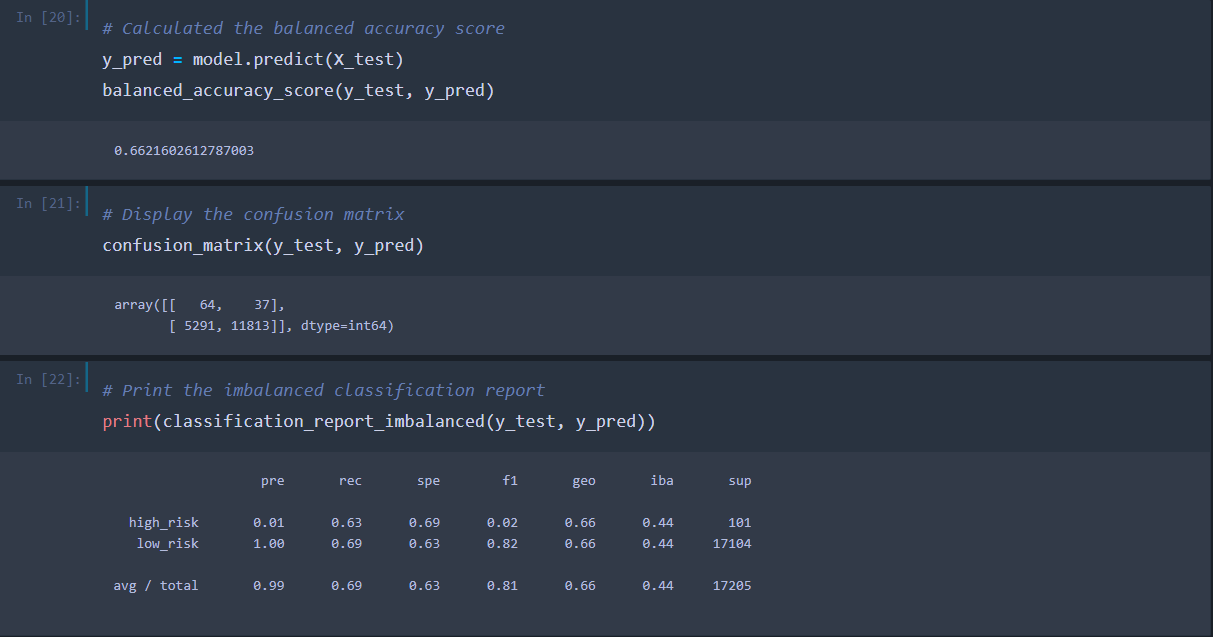 In [20]:
# Calculated the balanced accuracy score
y_pred = model.predict(X_test)
balanced_accuracy_score(y_test, y_pred)
0.6621602612787003
In [21]:
# Display the confusion matrix
confusion_matrix(y_test, y_pred)
array([[   64,    37],
       [ 5291, 11813]], dtype=int64)
In [22]:
# Print the imbalanced classification report
print(classification_report_imbalanced(y_test, y_pred))
pre rec spe f1 geo iba sup
high_risk 0.01 0.63 0.69 0.02 0.66 0.44 101
low_risk 1.00 0.69 0.63 0.82 0.66 0.44 17104
avg / total 0.99 0.69 0.63 0.81 0.66 0.44 17205